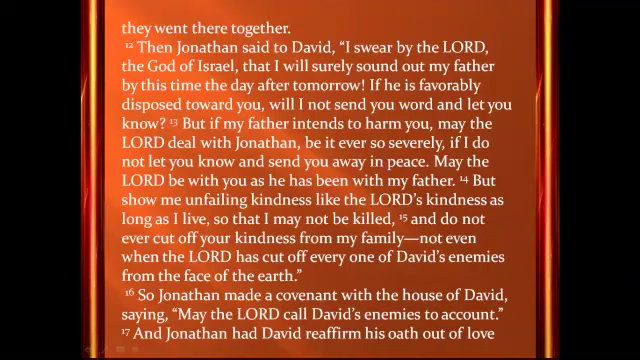 they went there together.
12 Then Jonathan said to David, “I swear by the LORD,
the God of Israel, that I will surely sound out my father
by this time the day after tomorrow! If he is favorably
disposed toward you, will I not send you word and let you
know? 13 But if my father intends to harm you, may the
LORD deal with Jonathan, be it ever so severely, if I do
not let you know and send you away in peace. May the
LORD be with you as he has been with my father. 14 But
show me unfailing kindness like the LORD’s kindness as
long as I live, so that I may not be killed, 15 and do not
ever cut off your kindness from my family—not even
when the LORD has cut off every one of David’s enemies
from the face of the earth.”
16 So Jonathan made a covenant with the house of David,
saying, “May the LORD call David’s enemies to account.”
17 And Jonathan had David reaffirm his oath out of love